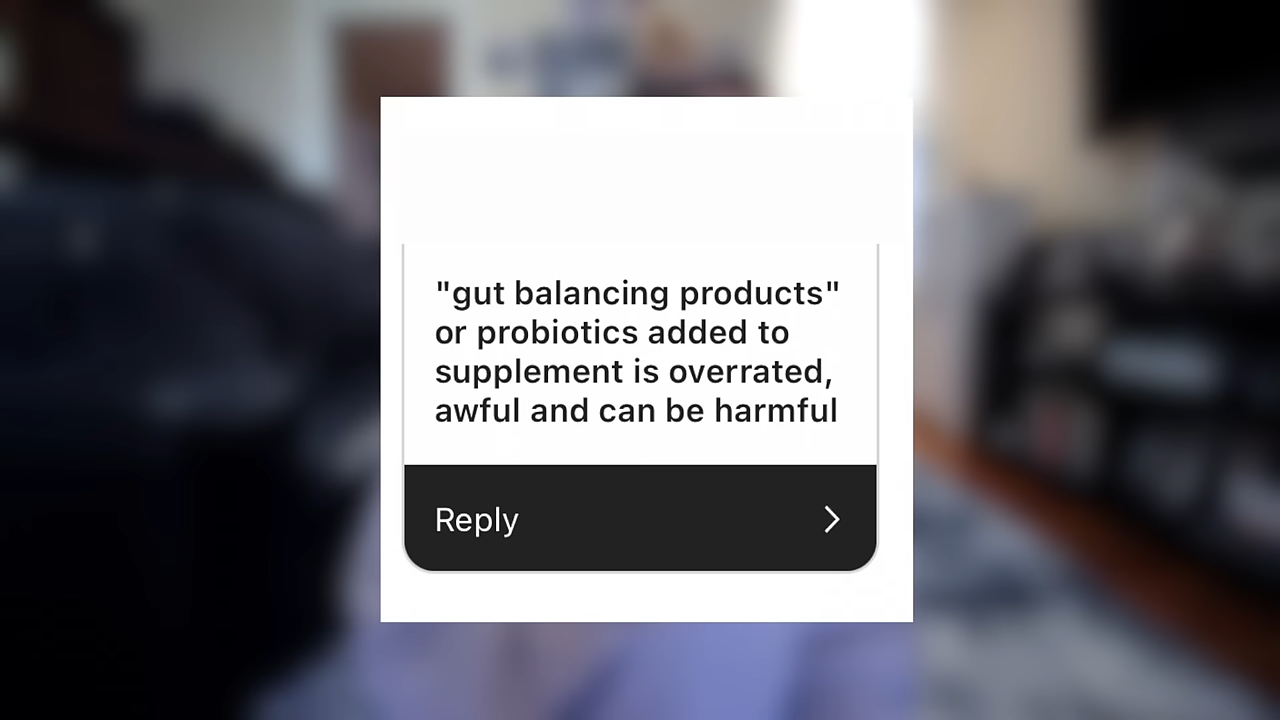 "gut balancing products"
or probiotics added to
supplement is overrated,
awful and can be harmful
Reply